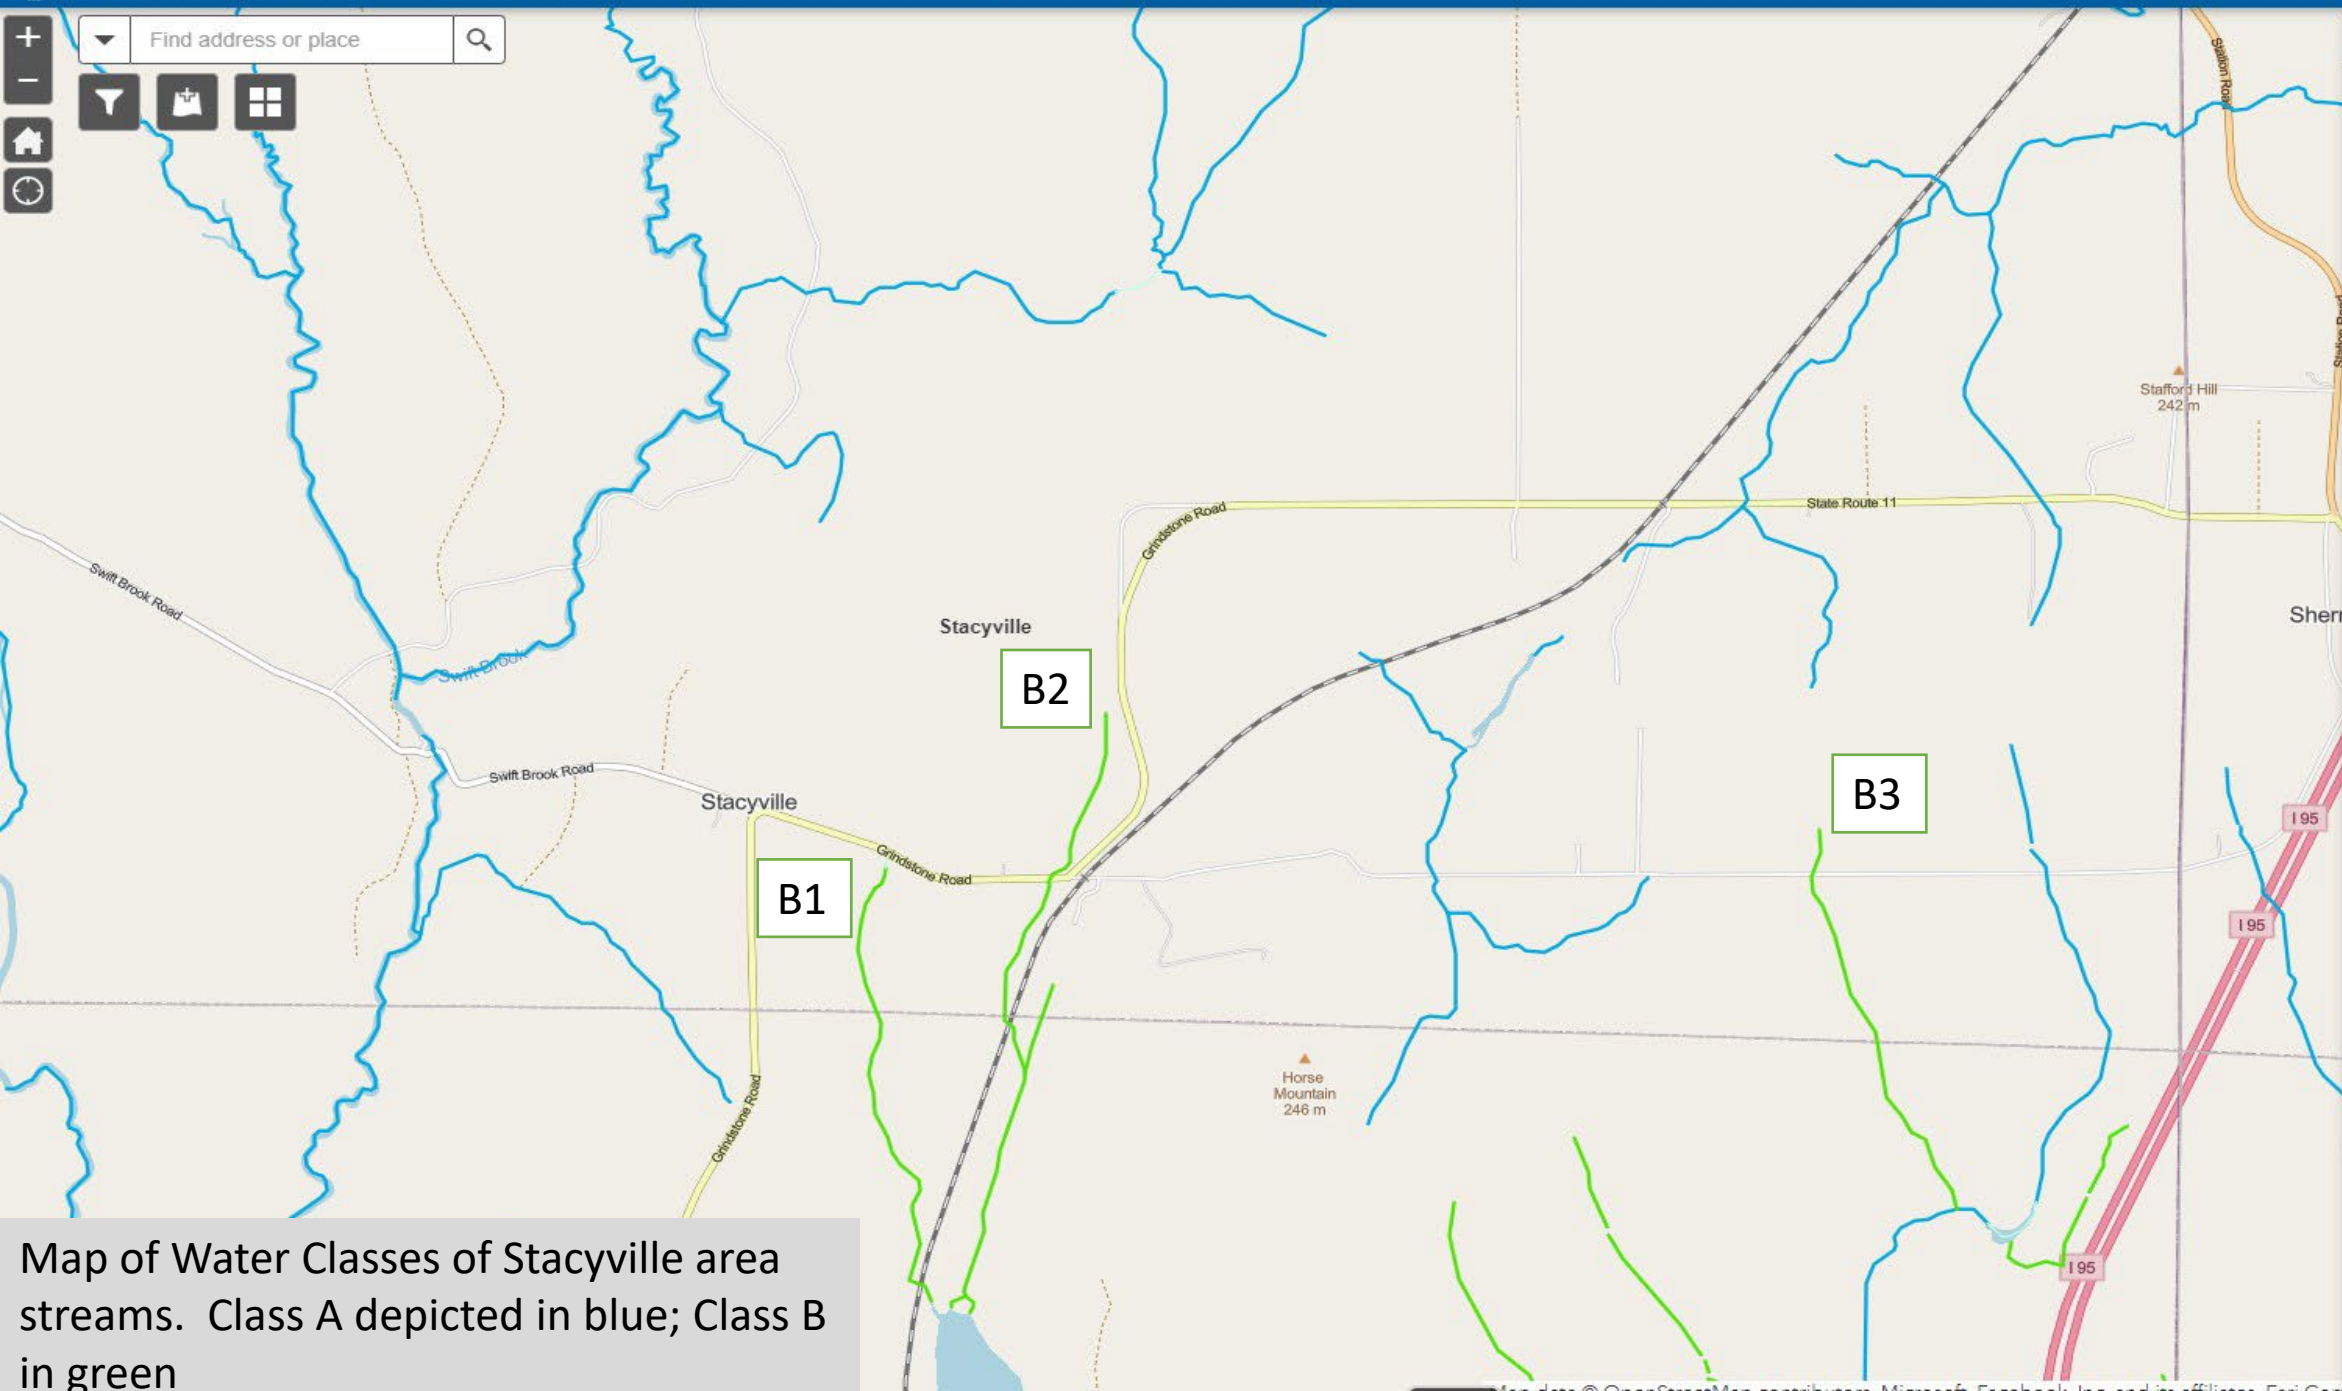 Find address or place
Station Road
Stafford Hill
242 m
Grindstone Road
State Route 11
Swift Brook Road
Stacyville
Swift Brook
B2
Swift Brook Road
Stacyville
B3
I 95
Grindstone Road
B1
I 95
Horse
Mountain
246 m
Grindstone Road
I 95
Map of Water Classes of Stacyville area
streams. Class A depicted in blue; Class B
in green